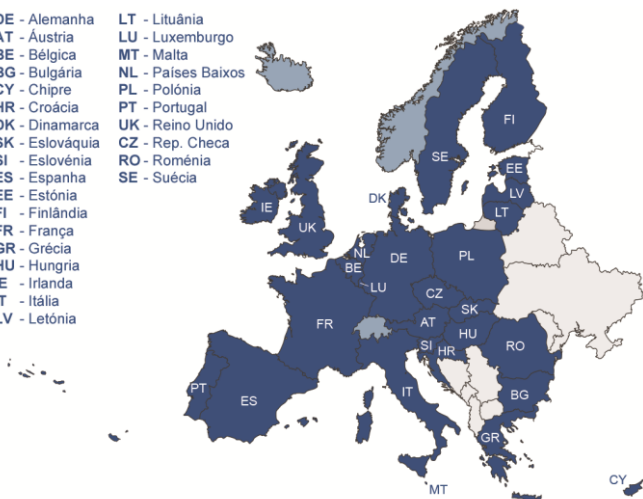 DE - Alemanha
AT - Áustria
BE - Bélgica
BG - Bulgária
CY - Chipre
HR - Croácia
DK - Dinamarca
SK - Eslováquia
SI - Eslovénia
ES - Espanha
EE - Estónia
FI - Finlândia
FR - França
GR - Grécia
HU - Hungria
IE - Irlanda
IT - Itália
LV - Letónia
LT - Lituânia
LU - Luxemburgo
MT - Malta
NL - Países Baixos
PL - Polónia
PT - Portugal
UK - Reino Unido
CZ - Rep. Checa
RO - Roménia
SE - Suécia
FI
SE
EE
LV
DK
LT
IE
UK
NL
DE
PL
BE
LU
CZ
SK
FR
AT
HU
SI
HR
RO
IT
PT
ES
BG
GR
CY
MT